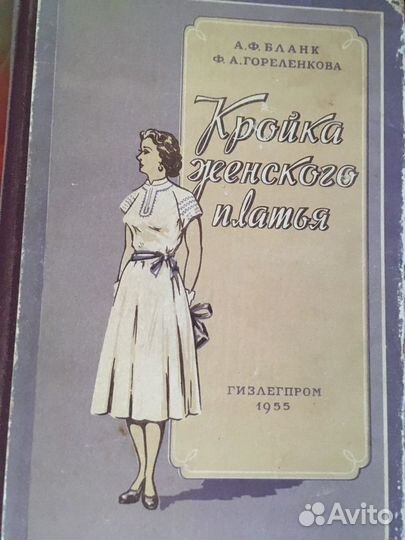 А.Ф.БЛАНК
Ф.А.ГОРЕЛЕНКОВА
Кройка
женского
платья
ГИЗЛЕГПРОМ
1955
Avito